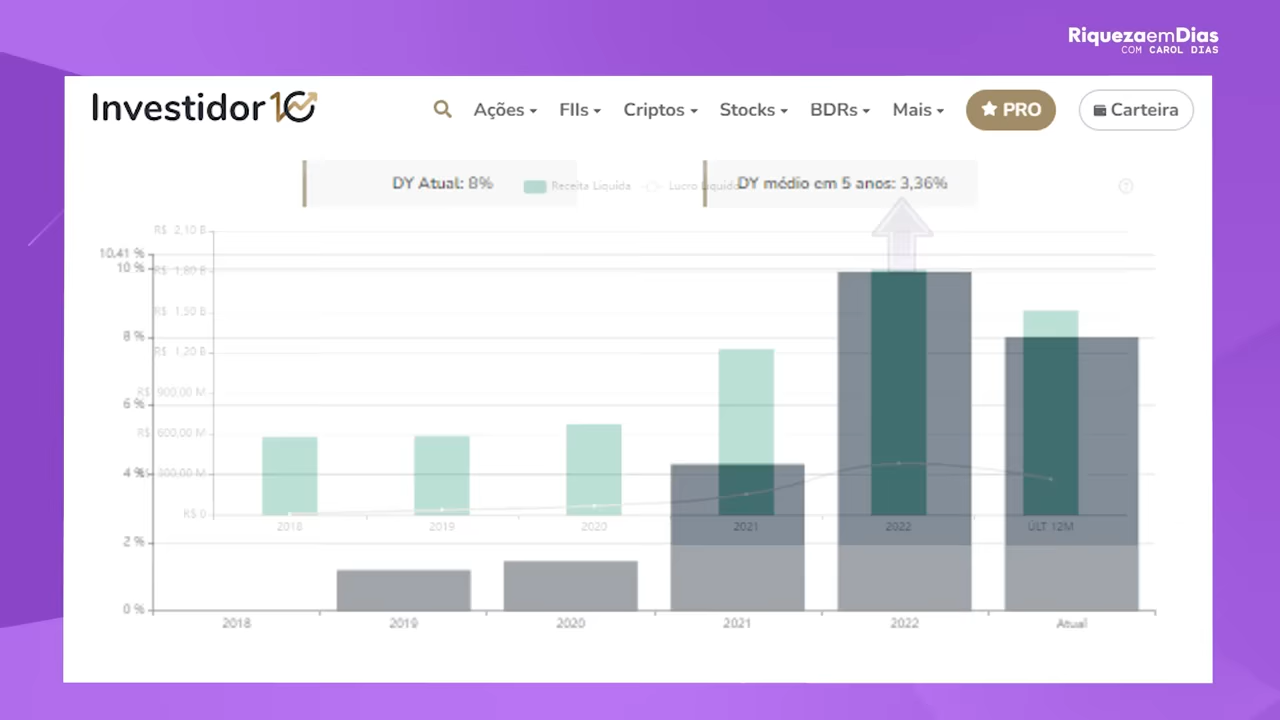 RiquezaemDias
COM CAROL DIAS
Investidor10
Ações
FIIs
Criptos
Stocks
BDRs
Mais
PRO
Carteira
DY Atual: 8%
Receita Líquida
Lucro Líquido
DY médio em 5 anos: 3,36%
R$ 2,10 B
10,41 %
10 %
R$ 1,80 B
R$ 1,50 B
8 %
R$ 1,20 B
R$ 900,00 M
6 %
R$ 600,00 M
4 %
R$ 300,00 M
R$ 0
2018
2019
2020
2021
2022
ÚLT 12M
2 %
0 %
2018
2019
2020
2021
2022
Atual